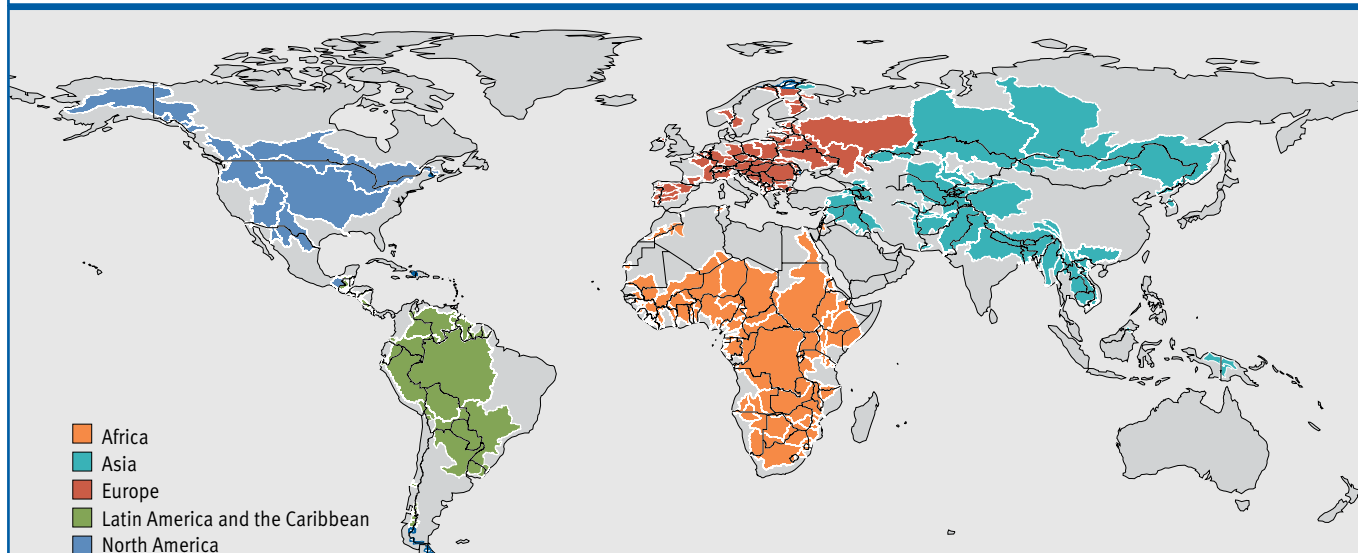 Africa
Asia
Europe
Latin America and the Caribbean
North America